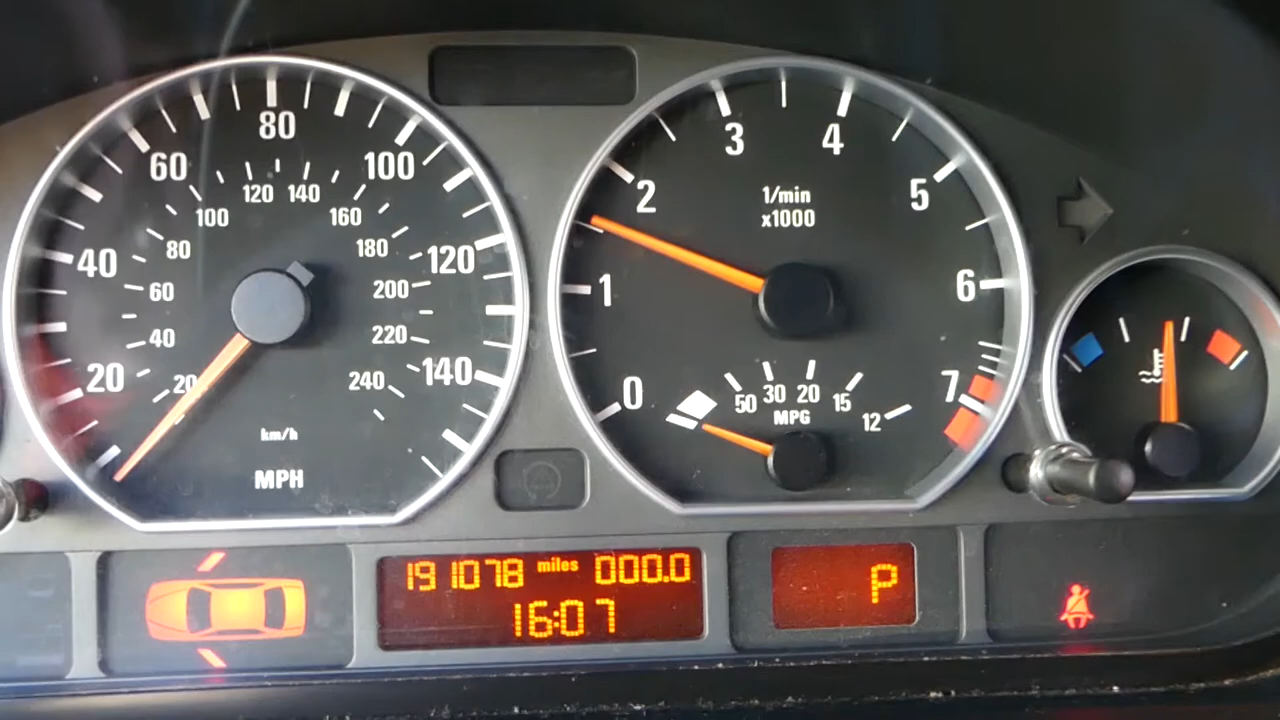 20 40 60 80 100 120 140
20 40 60 80 100 120 140 160 180 200 220 240
km/h
MPH
0 1 2 3 4 5 6 7
1/min
x1000
50 30 20 15 12
MPG
191078 miles 000.0
16:07
P